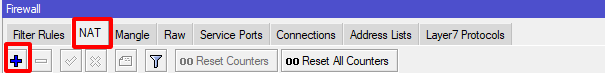 Firewall
Filter Rules NAT Mangle Raw Service Ports Connections Address Lists Layer7 Protocols
00 Reset Counters 00 Reset All Counters